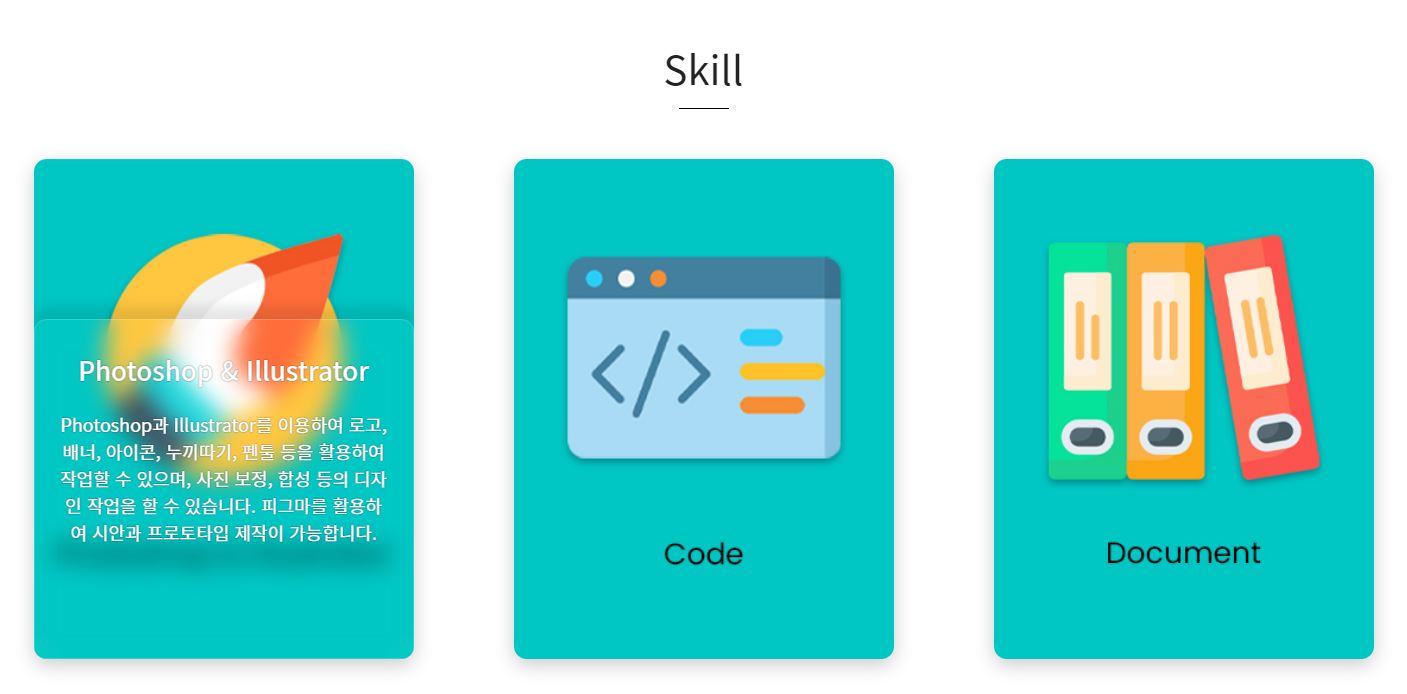 Skill
Photoshop & Illustrator
Photoshop과 Illustrator를 이용하여 로고,
배너, 아이콘, 누끼따기, 펜툴 등을 활용하여
작업할 수 있으며, 사진 보정, 합성 등의 디자
인 작업을 할 수 있습니다. 피그마를 활용하
여 시안과 프로토타입 제작이 가능합니다.
Code
Document